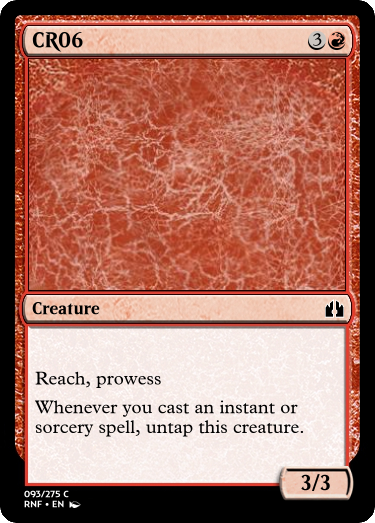 CR06 3
Creature
Reach, prowess
Whenever you cast an instant or
sorcery spell, untap this creature.
3/3
093/275 C
RNF • EN